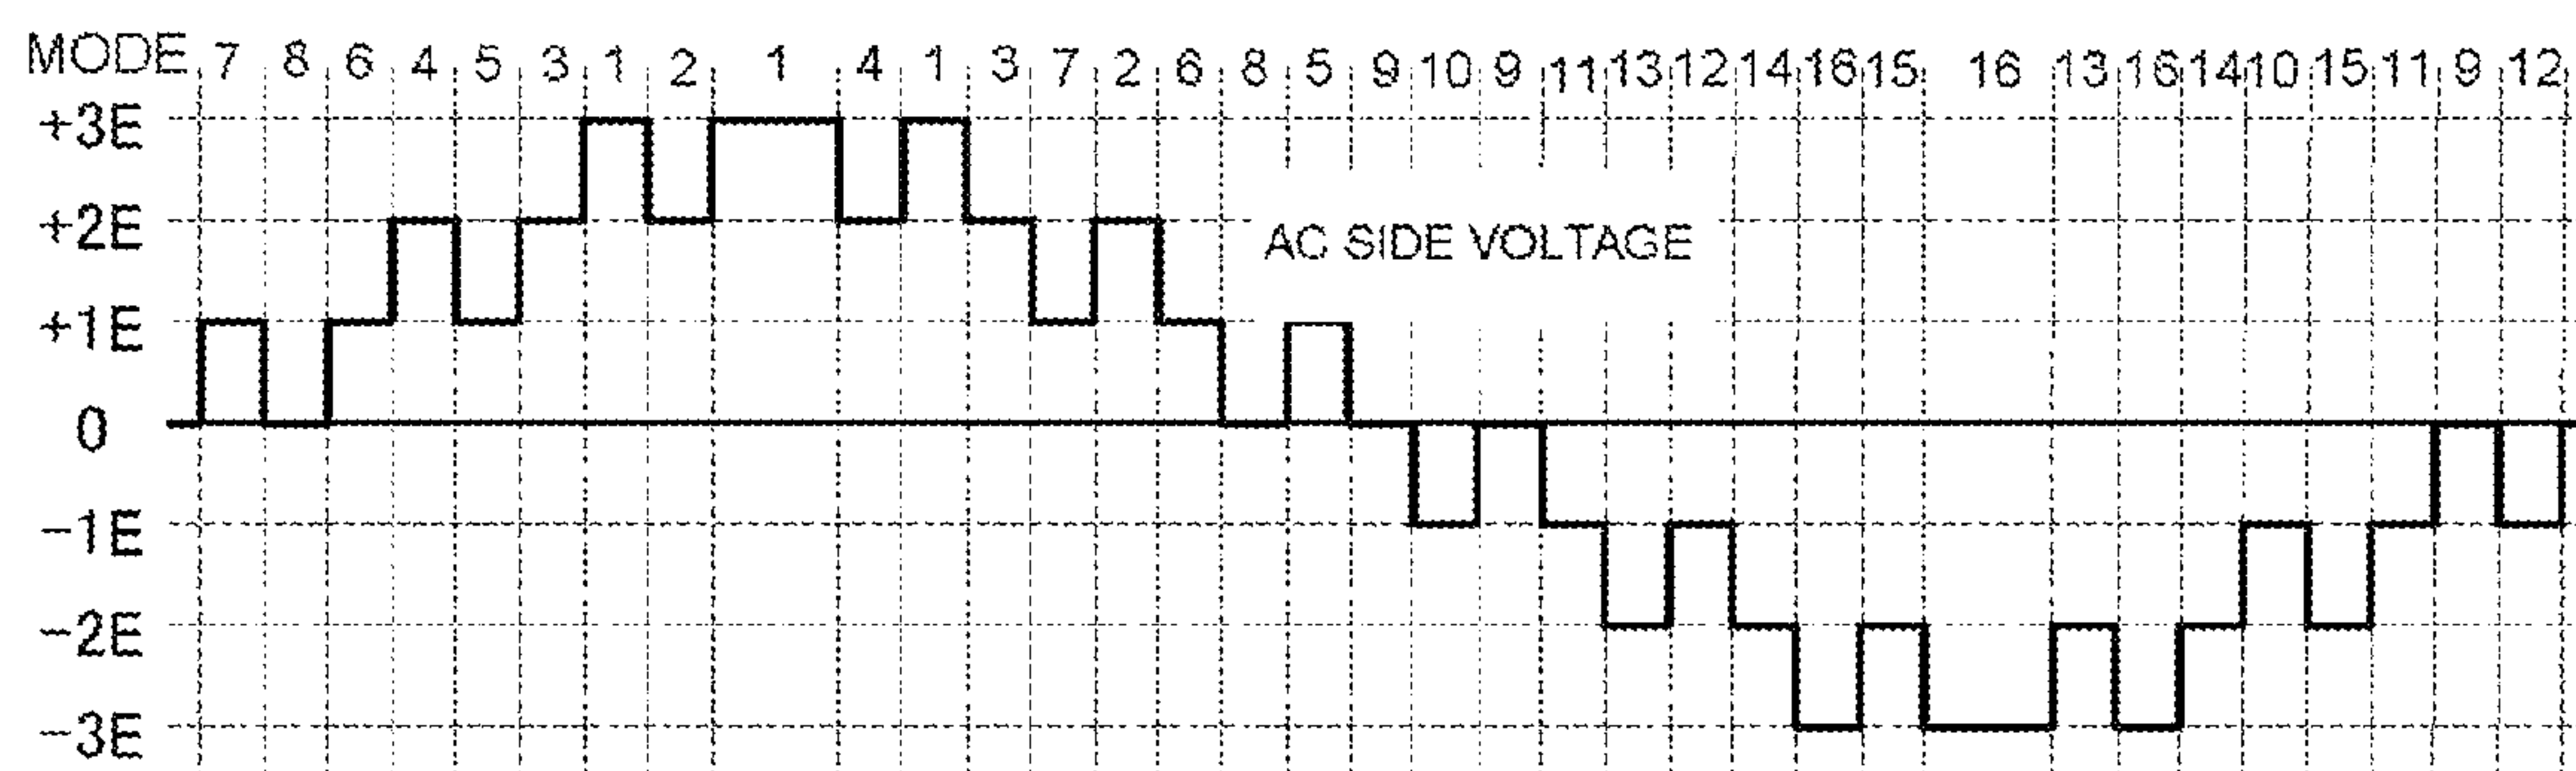 MODE 7 8 6 4 5 3 1 2 1 4 1 3 7 2 6 8 5 9 10 9 11 13 12 14 16 15 16 13 16 14 10 15 11 9 12
+3E
+2E
AC SIDE VOLTAGE
+1E
0
−1E
−2E
−3E